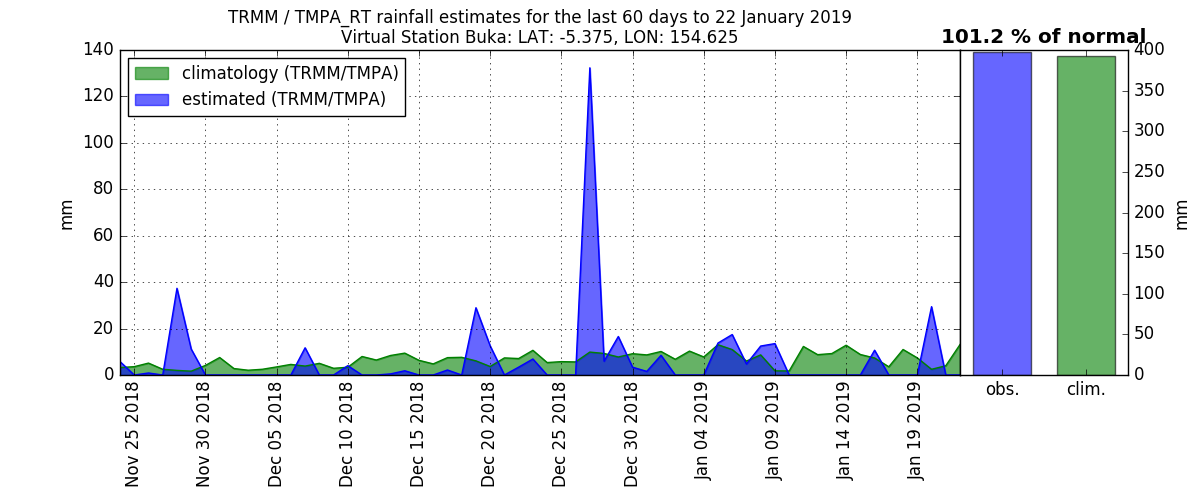 TRMM / TMPA_RT rainfall estimates for the last 60 days to 22 January 2019
Virtual Station Buka: LAT: -5.375, LON: 154.625
101.2 % of normal
climatology (TRMM/TMPA)
estimated (TRMM/TMPA)
140
120
100
80
60
40
20
0
mm
400
350
300
250
200
150
100
50
0
mm
Nov 25 2018
Nov 30 2018
Dec 05 2018
Dec 10 2018
Dec 15 2018
Dec 20 2018
Dec 25 2018
Dec 30 2018
Jan 04 2019
Jan 09 2019
Jan 14 2019
Jan 19 2019
obs.
clim.